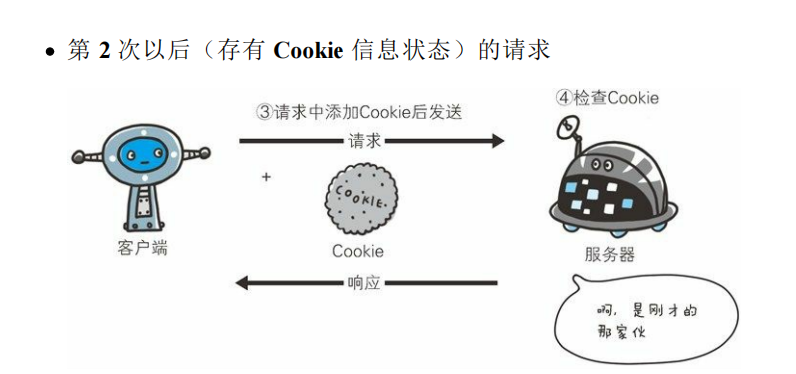 • 第 2 次以后（存有 Cookie 信息状态）的请求
③请求中添加Cookie后发送
④检查Cookie
请求
+
COOKIE.
客户端
Cookie
服务器
响应
啊，是刚才的
那家伙